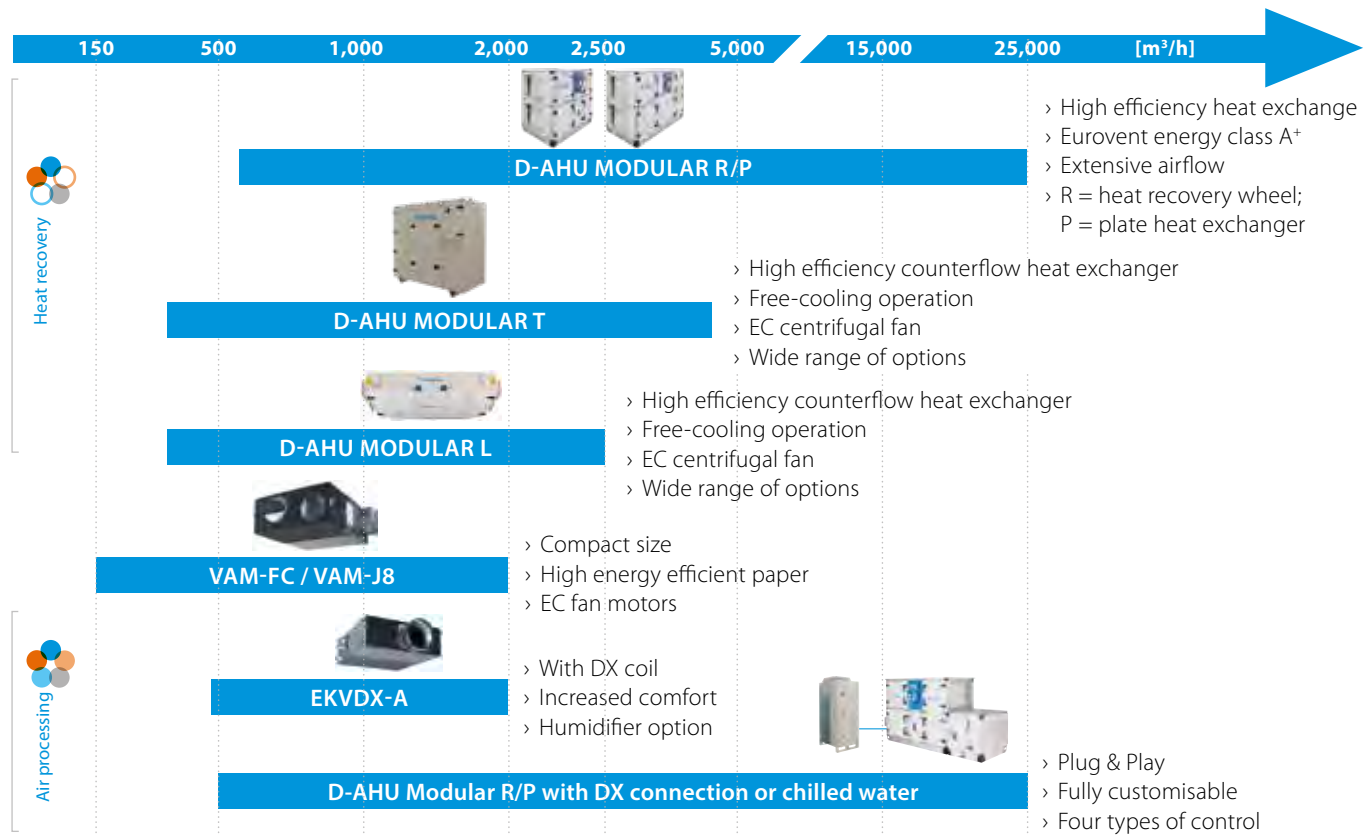 150 500 1,000 2,000 2,500 5,000 15,000 25,000 [m³/h]
Heat recovery
D-AHU MODULAR R/P
› High efficiency heat exchange
› Eurovent energy class A⁺
› Extensive airflow
› R = heat recovery wheel;
P = plate heat exchanger
D-AHU MODULAR T
› High efficiency counterflow heat exchanger
› Free-cooling operation
› EC centrifugal fan
› Wide range of options
D-AHU MODULAR L
› High efficiency counterflow heat exchanger
› Free-cooling operation
› EC centrifugal fan
› Wide range of options
VAM-FC / VAM-J8
› Compact size
› High energy efficient paper
› EC fan motors
Air processing
EKVDX-A
› With DX coil
› Increased comfort
› Humidifier option
D-AHU Modular R/P with DX connection or chilled water
› Plug & Play
› Fully customisable
› Four types of control